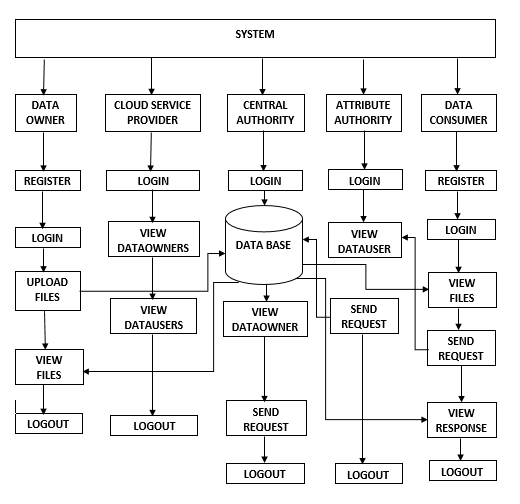 SYSTEM
DATA
OWNER
CLOUD SERVICE
PROVIDER
CENTRAL
AUTHORITY
ATTRIBUTE
AUTHORITY
DATA
CONSUMER
REGISTER
LOGIN
LOGIN
LOGIN
REGISTER
LOGIN
VIEW
DATAOWNERS
DATA BASE
VIEW
DATAUSER
LOGIN
UPLOAD
FILES
VIEW
DATAUSERS
VIEW
DATAOWNER
SEND
REQUEST
VIEW
FILES
VIEW
FILES
SEND
REQUEST
LOGOUT
LOGOUT
SEND
REQUEST
VIEW
RESPONSE
LOGOUT
LOGOUT
LOGOUT